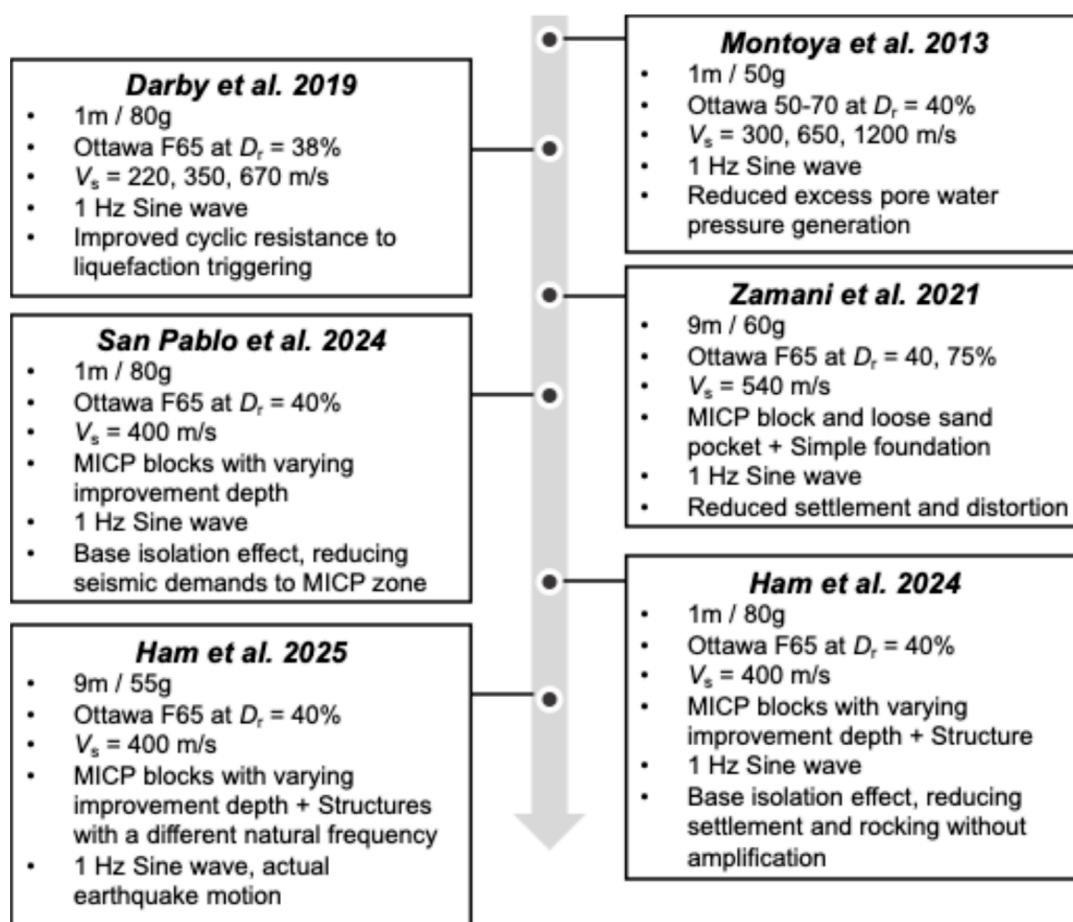 Montoya et al. 2013
• 1m / 50g
• Ottawa 50-70 at Dr = 40%
• Vs = 300, 650, 1200 m/s
• 1 Hz Sine wave
• Reduced excess pore water
pressure generation
Darby et al. 2019
• 1m / 80g
• Ottawa F65 at Dr = 38%
• Vs = 220, 350, 670 m/s
• 1 Hz Sine wave
• Improved cyclic resistance to
liquefaction triggering
Zamani et al. 2021
• 9m / 60g
• Ottawa F65 at Dr = 40, 75%
• Vs = 540 m/s
• MICP block and loose sand
pocket + Simple foundation
• 1 Hz Sine wave
• Reduced settlement and distortion
San Pablo et al. 2024
• 1m / 80g
• Ottawa F65 at Dr = 40%
• Vs = 400 m/s
• MICP blocks with varying
improvement depth
• 1 Hz Sine wave
• Base isolation effect, reducing
seismic demands to MICP zone
Ham et al. 2024
• 1m / 80g
• Ottawa F65 at Dr = 40%
• Vs = 400 m/s
• MICP blocks with varying
improvement depth + Structure
• 1 Hz Sine wave
• Base isolation effect, reducing
settlement and rocking without
amplification
Ham et al. 2025
• 9m / 55g
• Ottawa F65 at Dr = 40%
• Vs = 400 m/s
• MICP blocks with varying
improvement depth + Structures
with a different natural frequency
• 1 Hz Sine wave, actual
earthquake motion